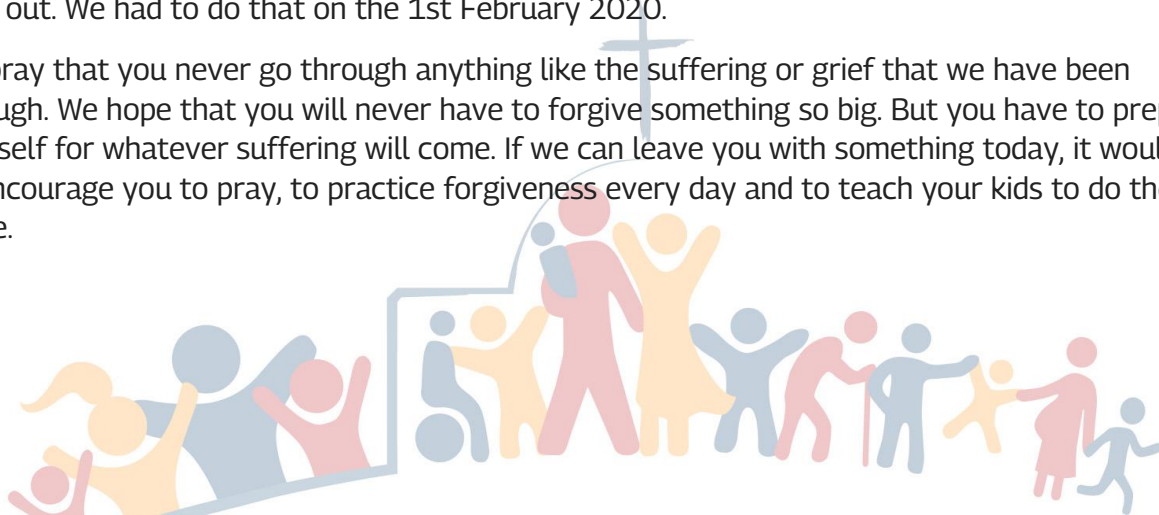 out. We had to do that on the 1st February 2020.
pray that you never go through anything like the suffering or grief that we have been
ugh. We hope that you will never have to forgive something so big. But you have to prep
self for whatever suffering will come. If we can leave you with something today, it woul
ncourage you to pray, to practice forgiveness every day and to teach your kids to do the
e.